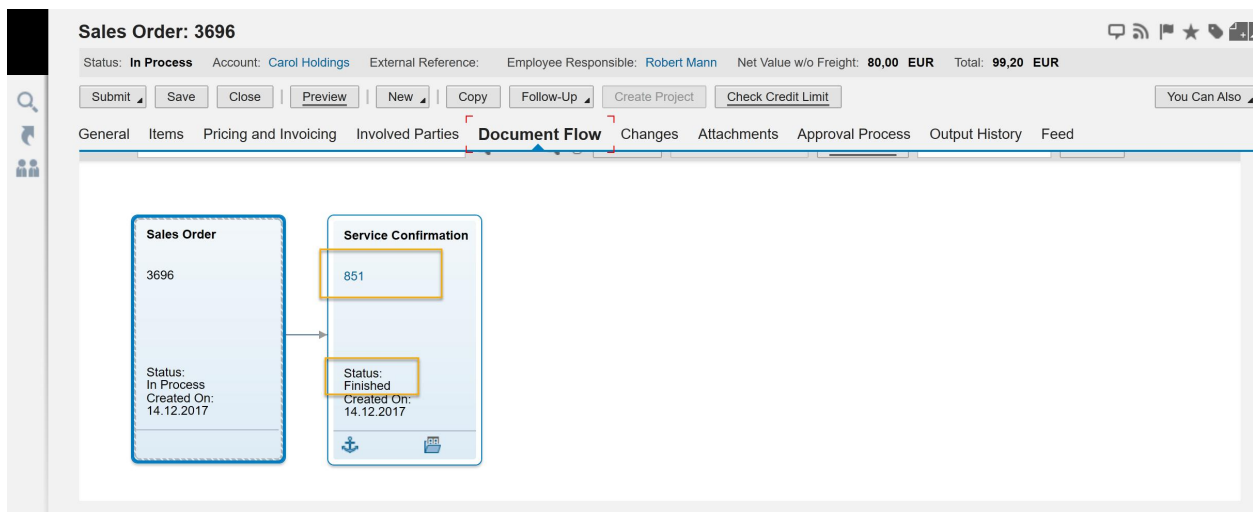 Sales Order: 3696
Status: In Process Account: Carol Holdings External Reference: Employee Responsible: Robert Mann Net Value w/o Freight: 80,00 EUR Total: 99,20 EUR
Submit Save Close Preview New Copy Follow-Up Create Project Check Credit Limit You Can Also
General Items Pricing and Invoicing Involved Parties Document Flow Changes Attachments Approval Process Output History Feed
Sales Order
3696
Status:
In Process
Created On:
14.12.2017
Service Confirmation
851
Status:
Finished
Created On:
14.12.2017